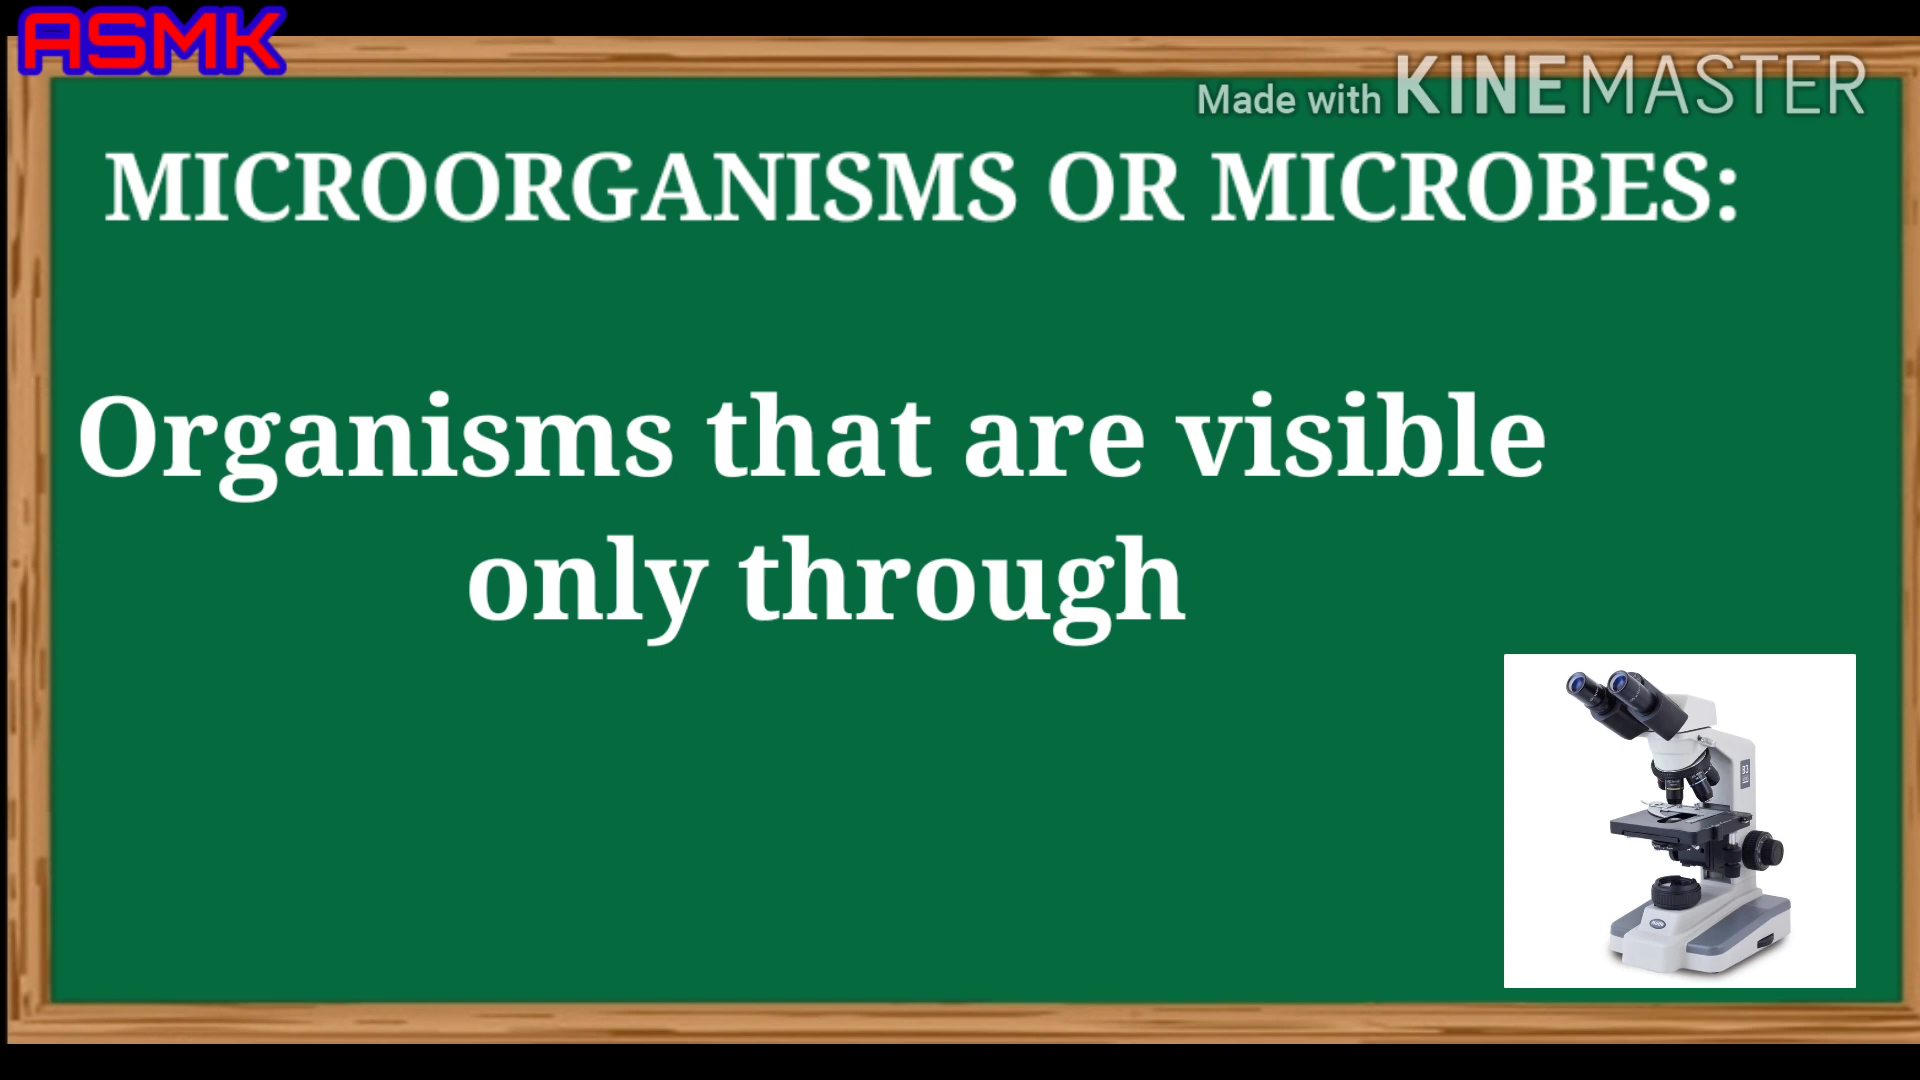 ASMK
Made with KINEMASTER
MICROORGANISMS OR MICROBES:
Organisms that are visible
only through